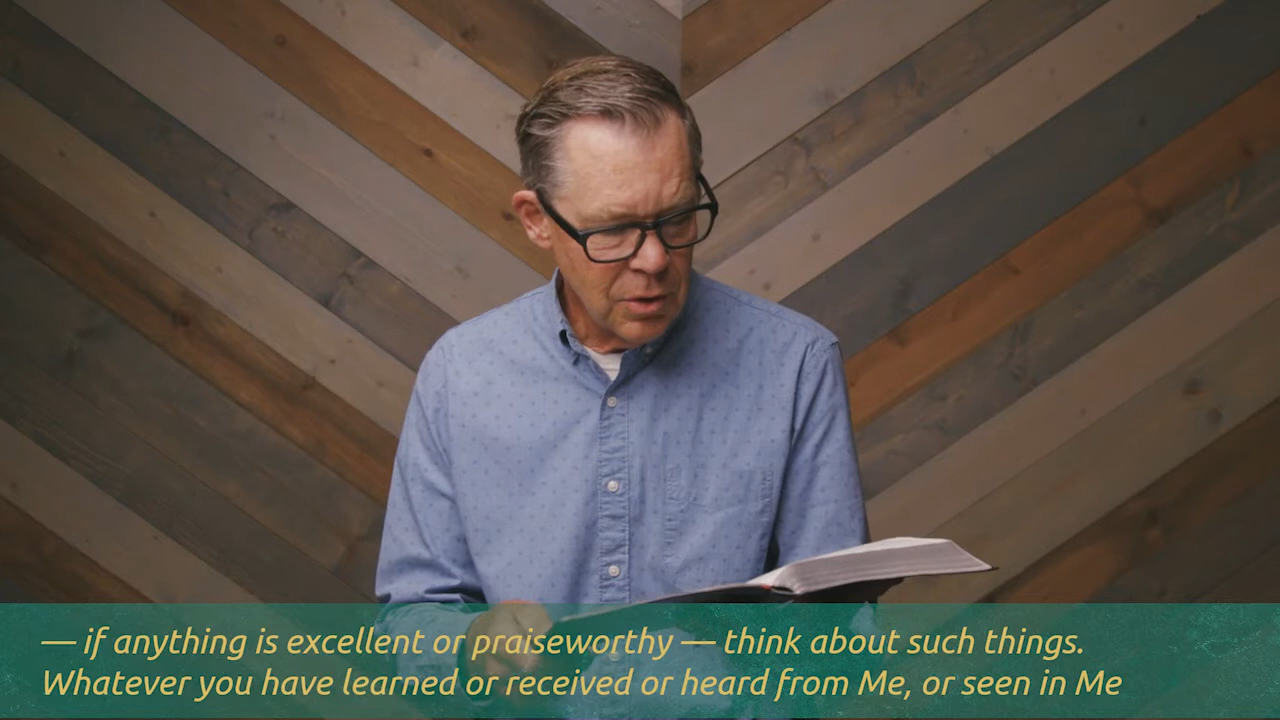 — if anything is excellent or praiseworthy — think about such things.
Whatever you have learned or received or heard from Me, or seen in Me